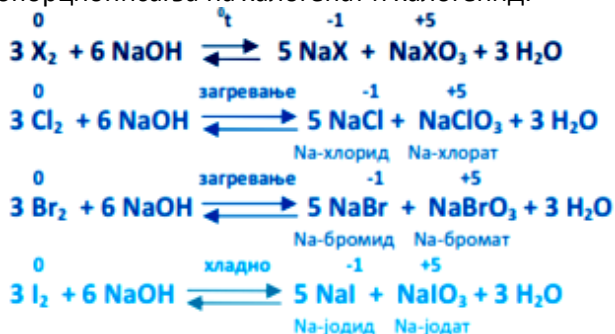 0 ⁰t -1 +5
3 X₂ + 6 NaOH ⇌ 5 NaX + NaXO₃ + 3 H₂O
0 загревање -1 +5
3 Cl₂ + 6 NaOH ⇌ 5 NaCl + NaClO₃ + 3 H₂O
Na-хлорид Na-хлорат
0 загревање -1 +5
3 Br₂ + 6 NaOH ⇌ 5 NaBr + NaBrO₃ + 3 H₂O
Na-бромид Na-бромат
0 хладно -1 +5
3 I₂ + 6 NaOH ⇌ 5 NaI + NaIO₃ + 3 H₂O
Na-јодид Na-јодат